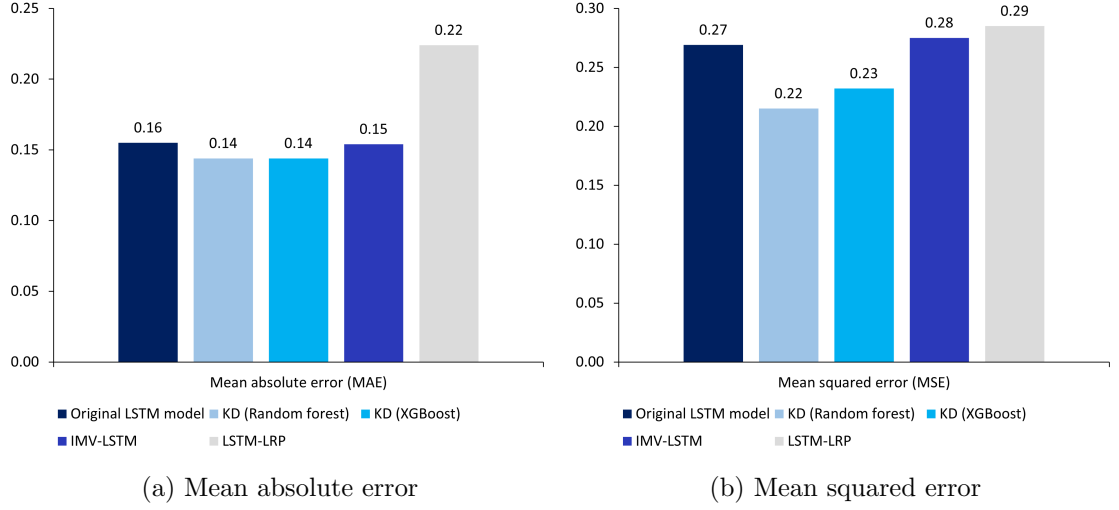 0.25
0.20
0.15
0.10
0.05
0.00
0.16
0.14
0.14
0.15
0.22
Mean absolute error (MAE)
Original LSTM model KD (Random forest) KD (XGBoost)
IMV-LSTM LSTM-LRP
(a) Mean absolute error
0.30
0.25
0.20
0.15
0.10
0.05
0.00
0.27
0.22
0.23
0.28
0.29
Mean squared error (MSE)
Original LSTM model KD (Random forest) KD (XGBoost)
IMV-LSTM LSTM-LRP
(b) Mean squared error